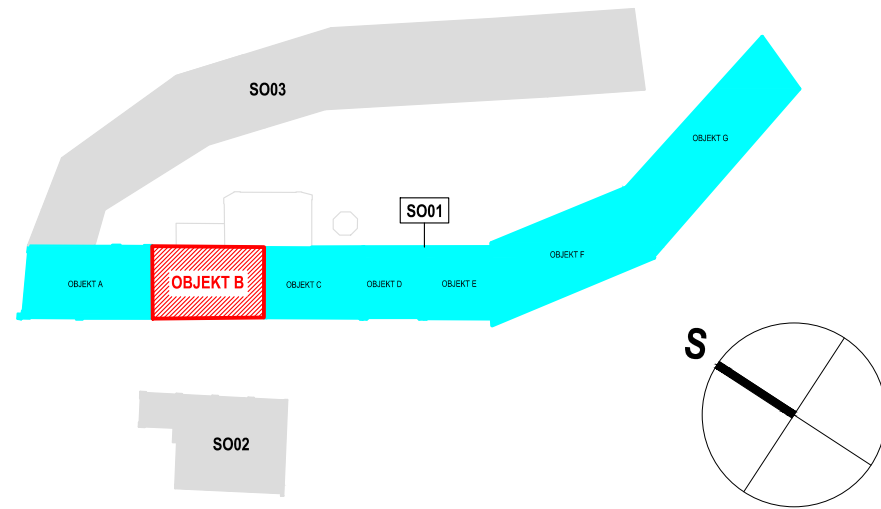 SO03
OBJEKT G
SO01
OBJEKT F
OBJEKT A
OBJEKT B
OBJEKT C
OBJEKT D
OBJEKT E
S
SO02